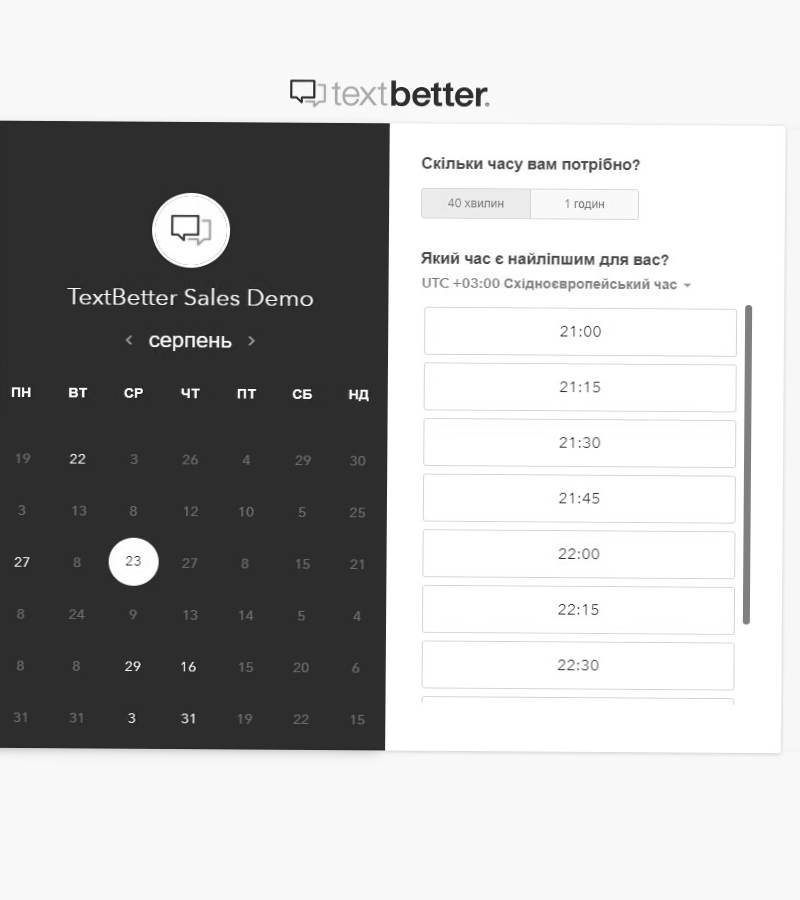 textbetter.
TextBetter Sales Demo
серпень
ПН ВТ СР ЧТ ПТ СБ НД
19 22 3 26 4 29 30
3 13 8 12 10 5 25
27 8 23 27 8 15 21
8 24 9 13 14 5 4
8 8 29 16 15 20 6
31 31 3 31 19 22 15
Скільки часу вам потрібно?
40 хвилин 1 годин
Який час є найліпшим для вас?
UTC +03:00 Східноєвропейський час
21:00
21:15
21:30
21:45
22:00
22:15
22:30